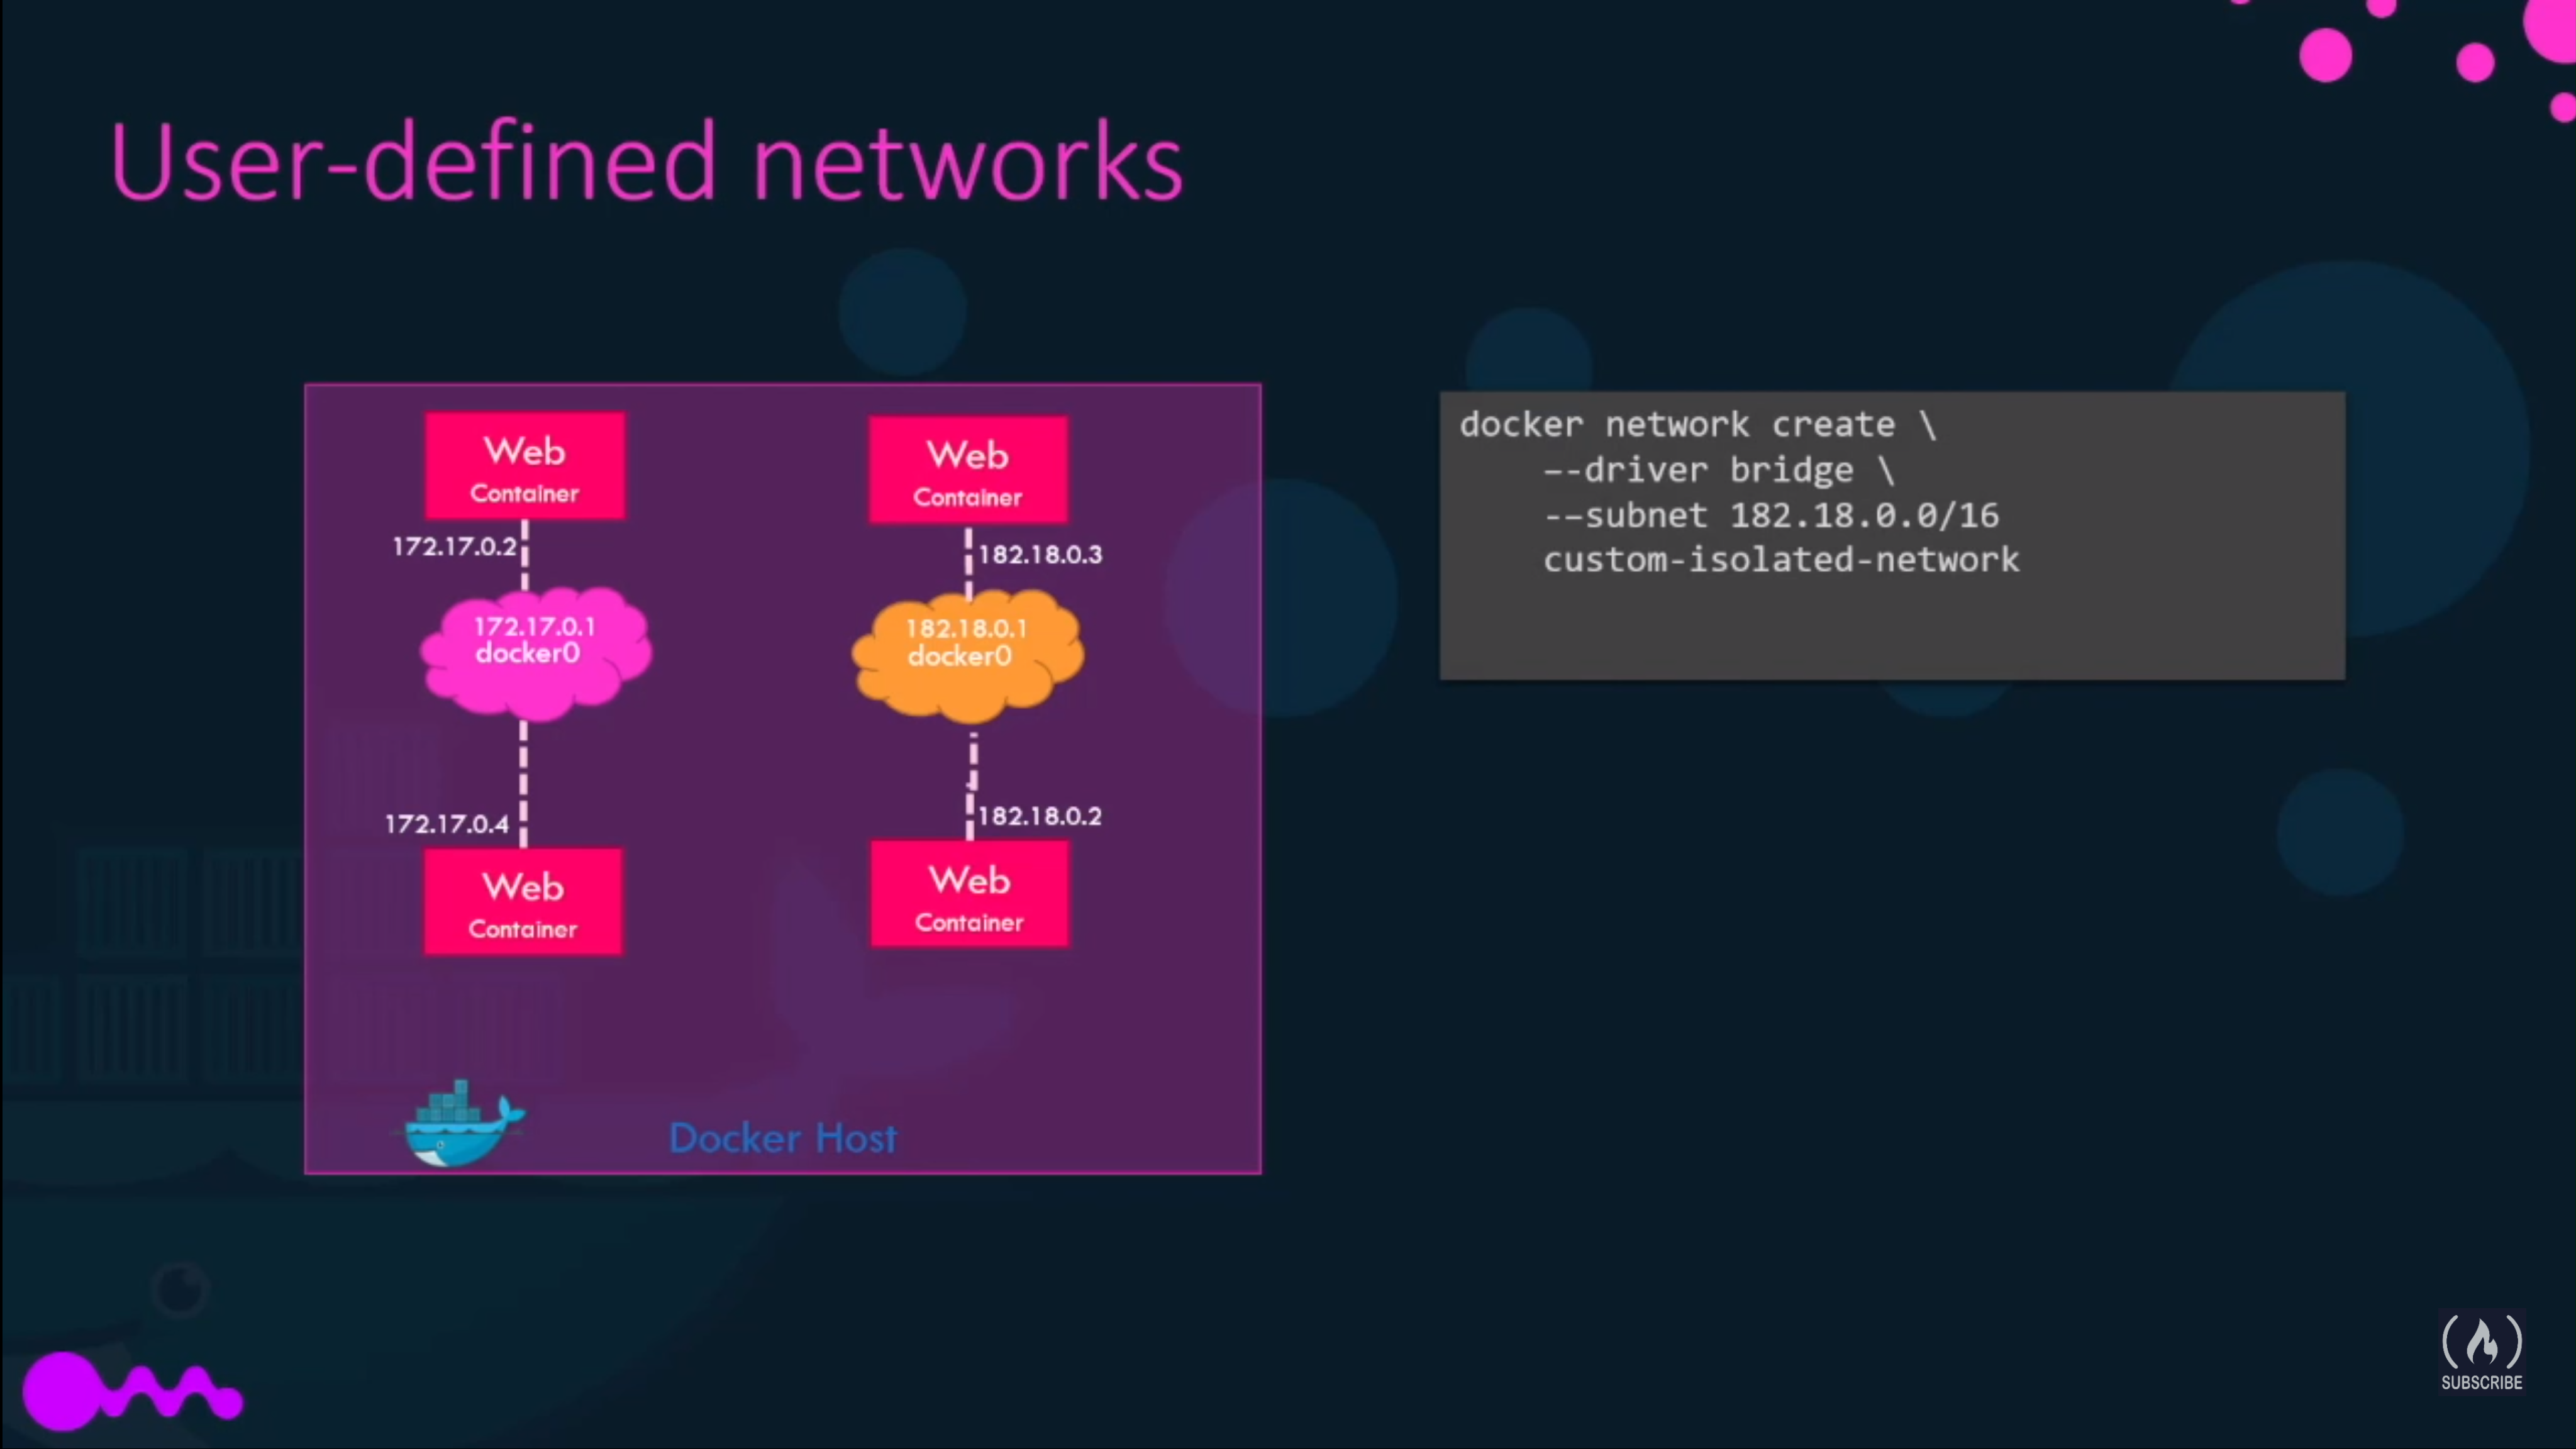 User-defined networks
Web
Container
172.17.0.2
172.17.0.1
docker0
172.17.0.4
Web
Container
Web
Container
182.18.0.3
182.18.0.1
docker0
182.18.0.2
Web
Container
Docker Host
docker network create \
--driver bridge \
--subnet 182.18.0.0/16
custom-isolated-network
SUBSCRIBE